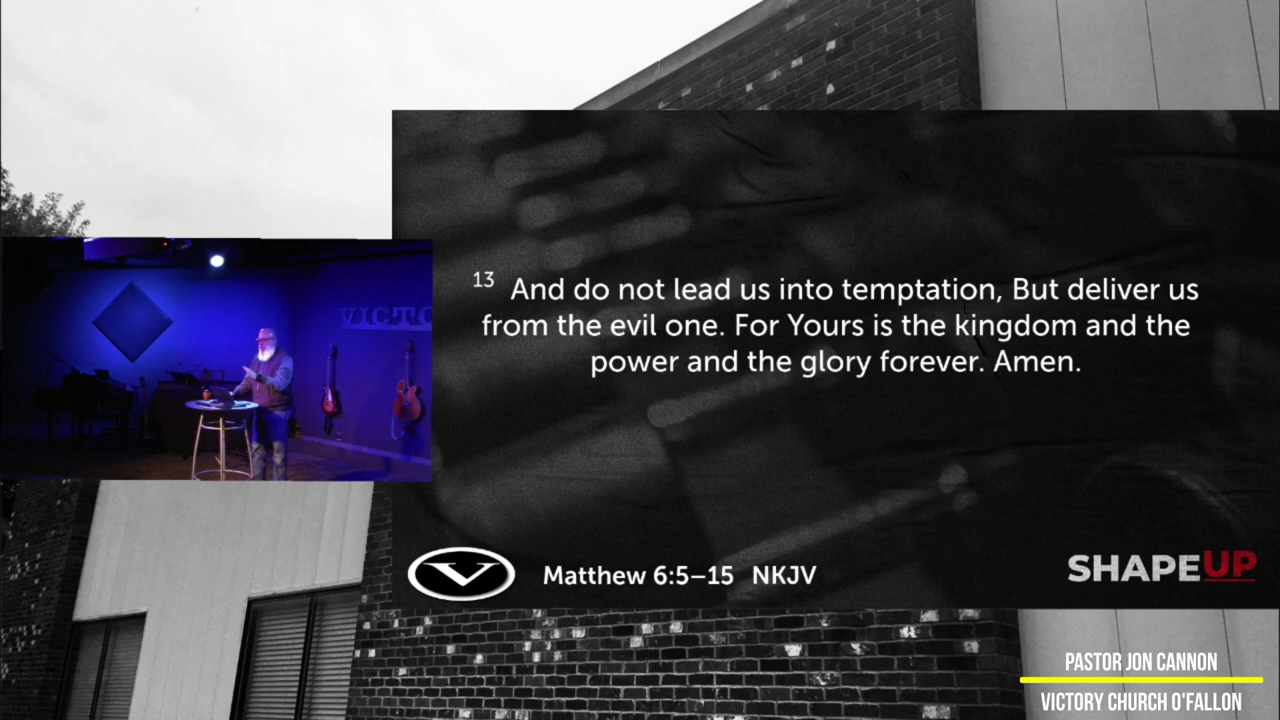 13 And do not lead us into temptation, But deliver us
from the evil one. For Yours is the kingdom and the
power and the glory forever. Amen.
VICTO
V
Matthew 6:5–15 NKJV
SHAPEUP
PASTOR JON CANNON
VICTORY CHURCH O'FALLON